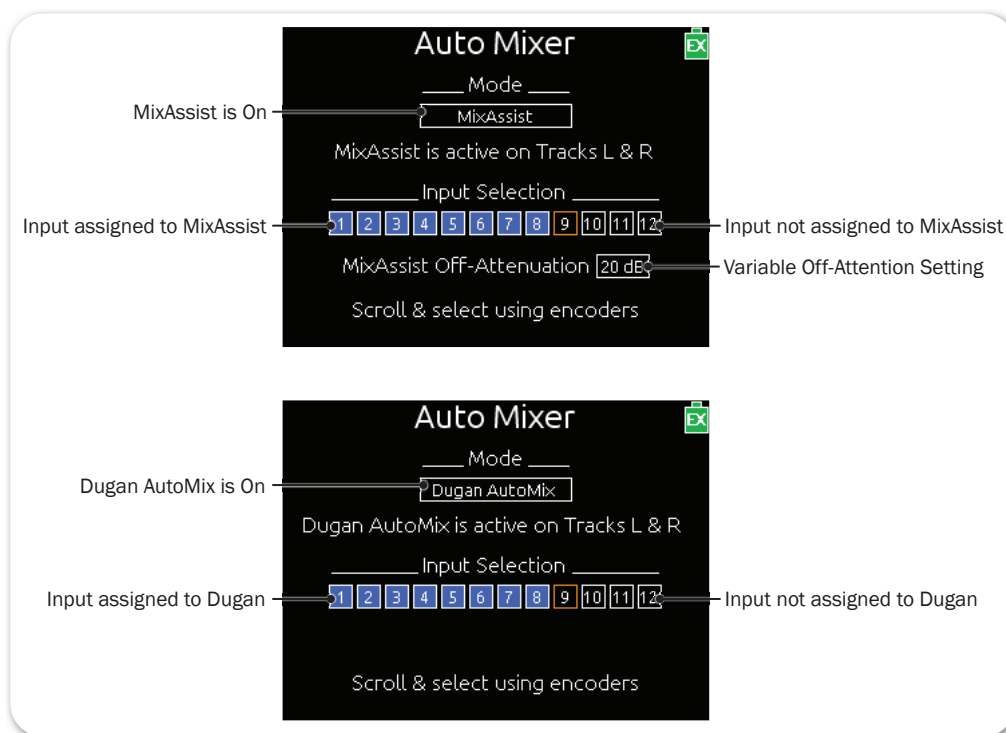 Auto Mixer
EX
Mode
MixAssist is On
MixAssist
MixAssist is active on Tracks L & R
Input Selection
Input assigned to MixAssist
1 2 3 4 5 6 7 8 9 10 11 12
Input not assigned to MixAssist
MixAssist Off-Attenuation 20 dB
Variable Off-Attention Setting
Scroll & select using encoders
Auto Mixer
EX
Mode
Dugan AutoMix is On
Dugan AutoMix
Dugan AutoMix is active on Tracks L & R
Input Selection
Input assigned to Dugan
1 2 3 4 5 6 7 8 9 10 11 12
Input not assigned to Dugan
Scroll & select using encoders